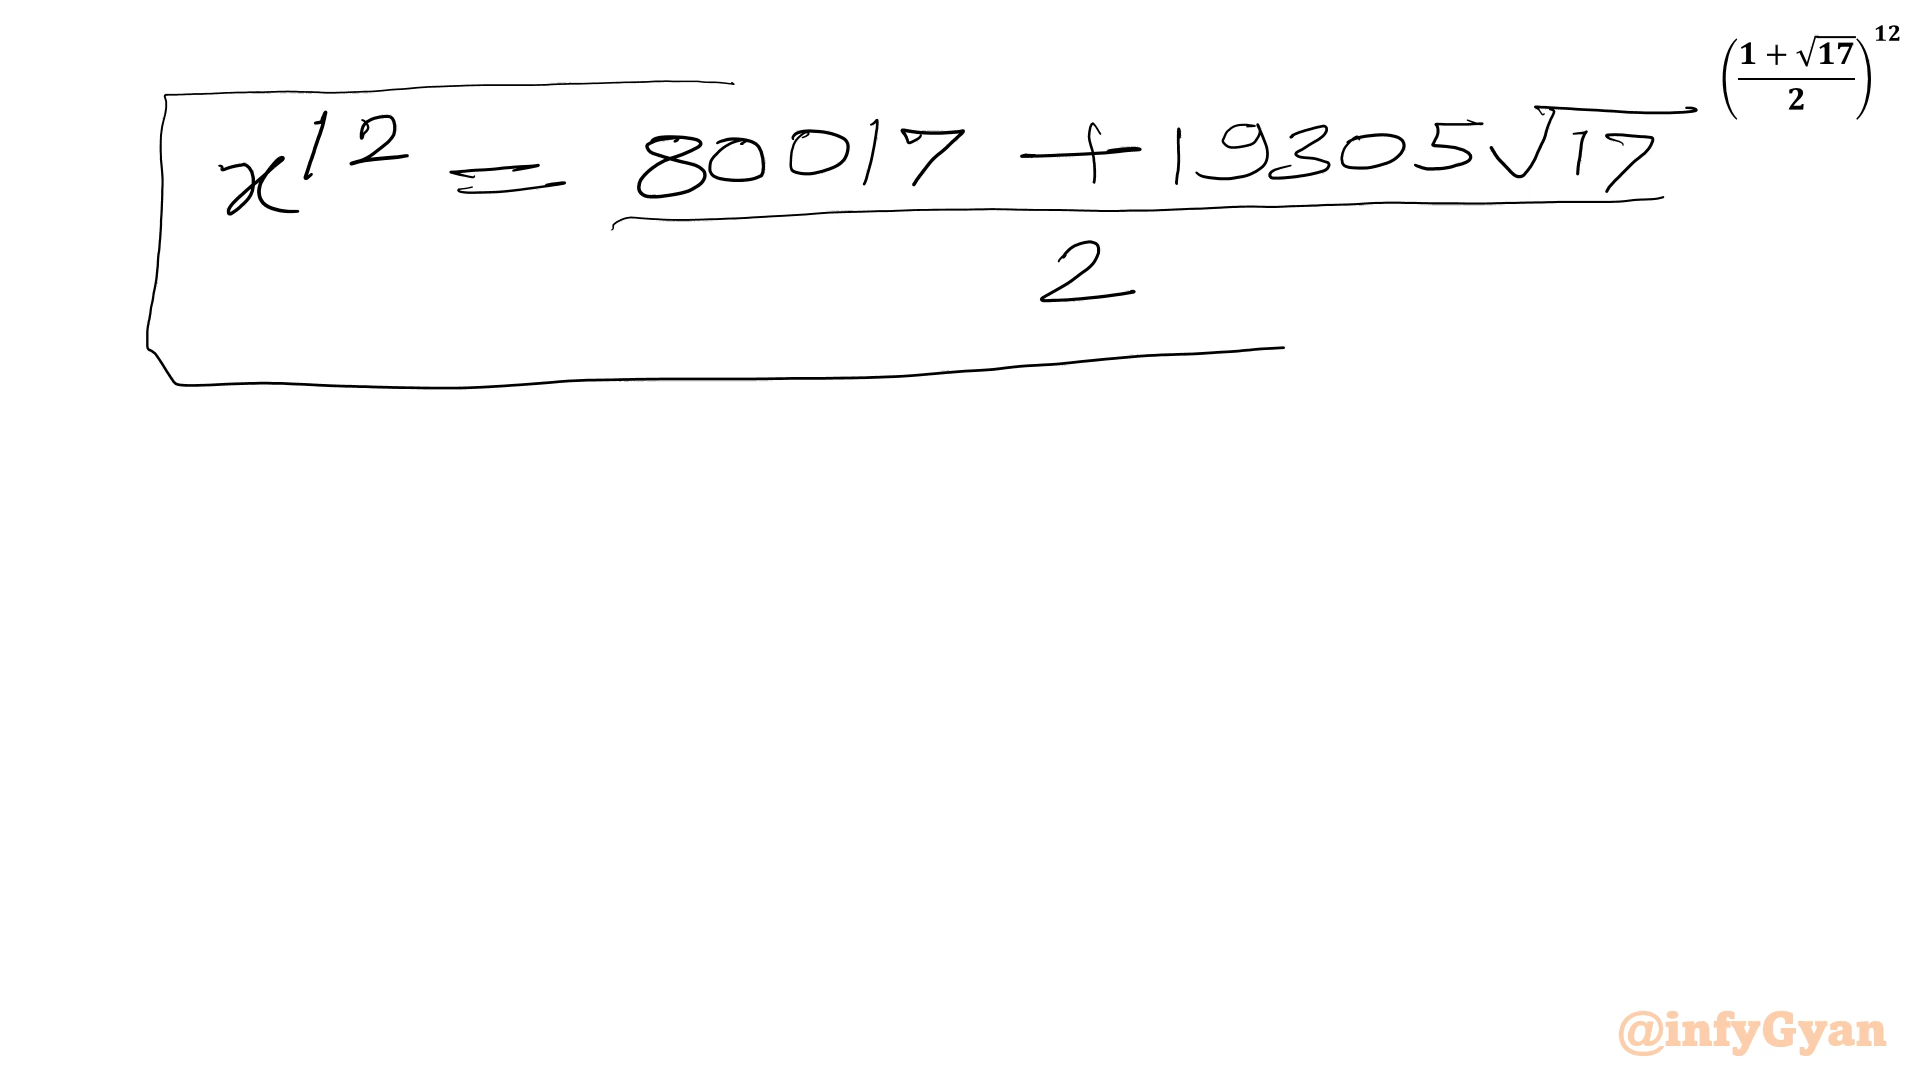 x^12 = (80017 + 19305√17)/2
((1 + √17)/2)^12
@infyGyan